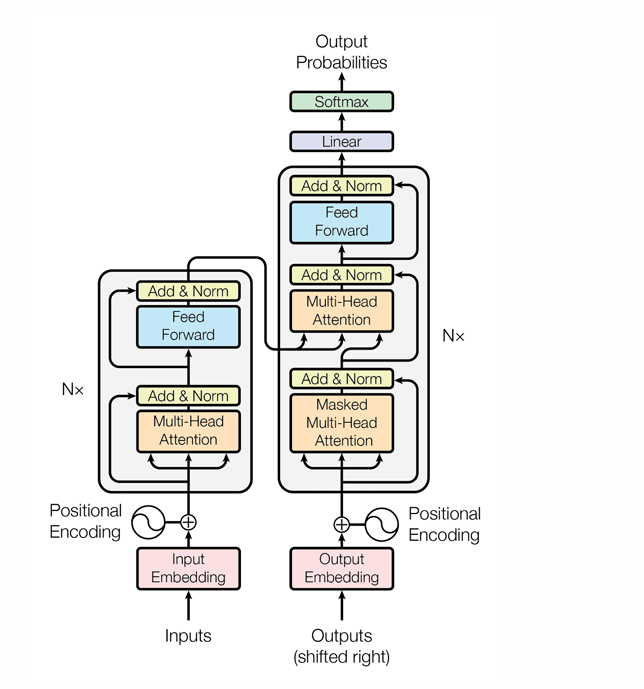 Output
Probabilities
Softmax
Linear
Add & Norm
Feed
Forward
Add & Norm
Multi-Head
Attention
Add & Norm
Masked
Multi-Head
Attention
N×
Add & Norm
Feed
Forward
Add & Norm
Multi-Head
Attention
N×
Positional
Encoding
Positional
Encoding
Input
Embedding
Output
Embedding
Inputs
Outputs
(shifted right)